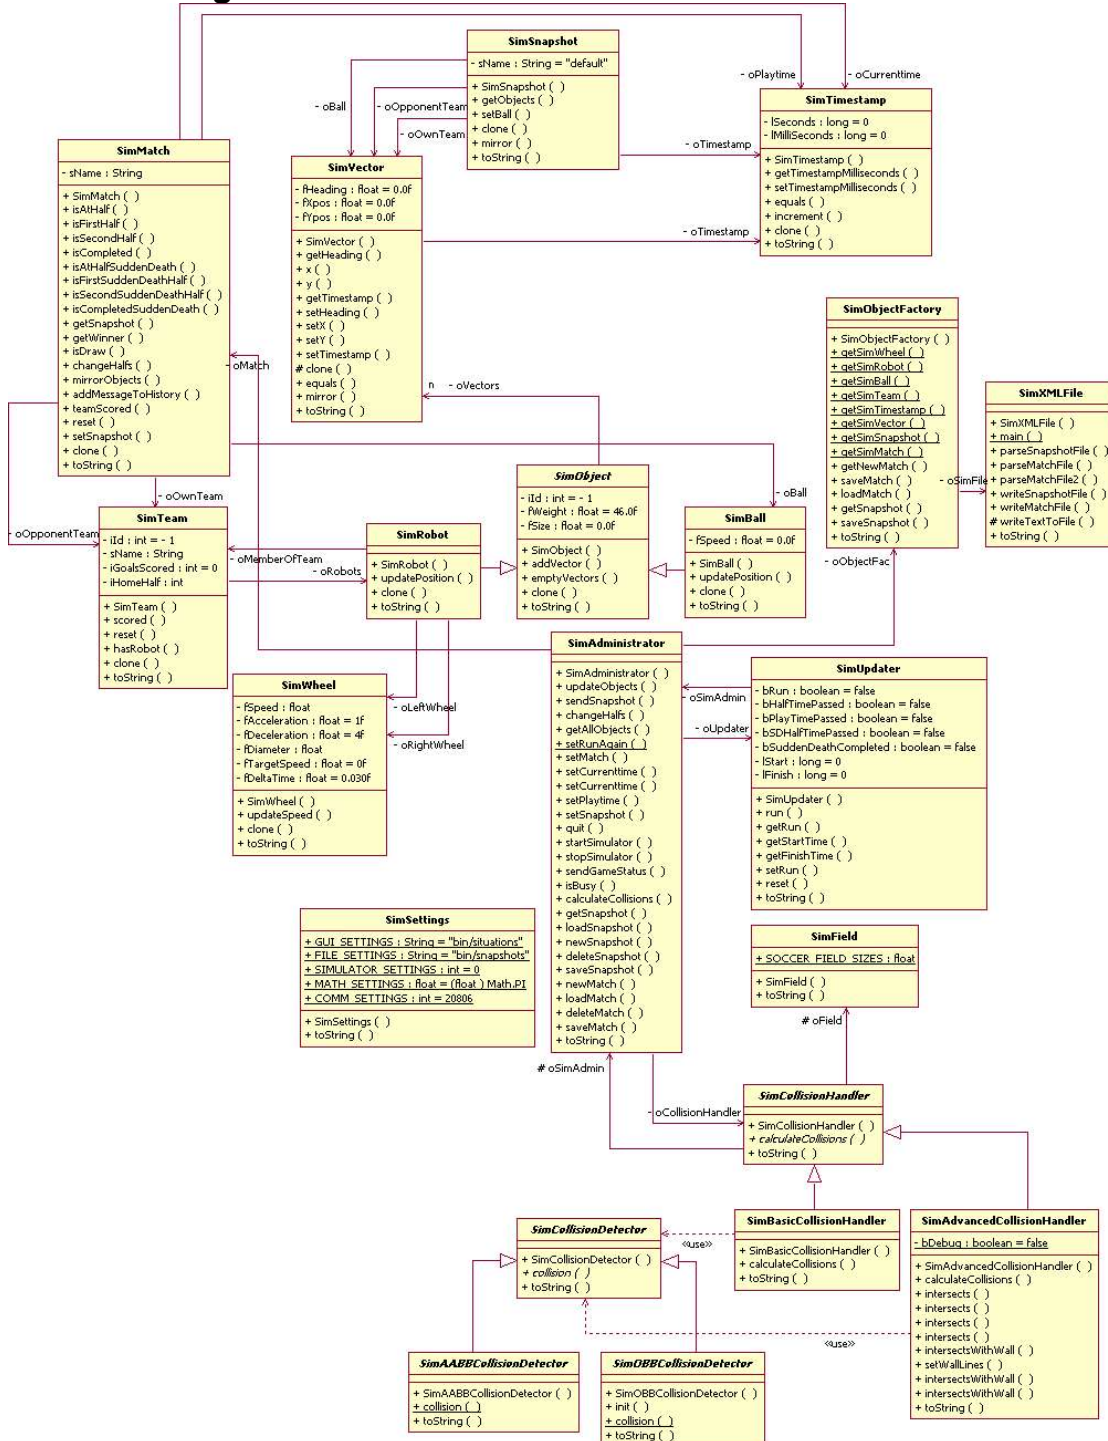 SimSnapshot
- sName : String = "default"
+ SimSnapshot ( )
+ getObjects ( )
+ setBall ( )
+ clone ( )
+ mirror ( )
+ toString ( )
- oPlaytime
- oCurrenttime
- oBall
- oOpponentTeam
- oOwnTeam
- oTimestamp
SimTimestamp
- lSeconds : long = 0
- lMilliSeconds : long = 0
+ SimTimestamp ( )
+ getTimestampMilliseconds ( )
+ setTimestampMilliseconds ( )
+ equals ( )
+ increment ( )
+ clone ( )
+ toString ( )
SimMatch
- sName : String
+ SimMatch ( )
+ isAtHalf ( )
+ isFirstHalf ( )
+ isSecondHalf ( )
+ isCompleted ( )
+ isAtHalfSuddenDeath ( )
+ isFirstSuddenDeathHalf ( )
+ isSecondSuddenDeathHalf ( )
+ isCompletedSuddenDeath ( )
+ getSnapshot ( )
+ getWinner ( )
+ isDraw ( )
+ changeHalfs ( )
+ mirrorObjects ( )
+ addMessageToHistory ( )
+ teamScored ( )
+ reset ( )
+ setSnapshot ( )
+ clone ( )
+ toString ( )
SimVector
- fHeading : float = 0.0f
- fXpos : float = 0.0f
- fYpos : float = 0.0f
+ SimVector ( )
+ getHeading ( )
+ x ( )
+ y ( )
+ getTimestamp ( )
+ setHeading ( )
+ setX ( )
+ setY ( )
+ setTimestamp ( )
# clone ( )
+ equals ( )
+ mirror ( )
+ toString ( )
- oTimestamp
- oMatch
n
- oVectors
SimObjectFactory
+ SimObjectFactory ( )
+ getSimWheel ( )
+ getSimRobot ( )
+ getSimBall ( )
+ getSimTeam ( )
+ getSimTimestamp ( )
+ getSimVector ( )
+ getSimSnapshot ( )
+ getSimMatch ( )
+ getNewMatch ( )
+ saveMatch ( )
+ loadMatch ( )
+ getSnapshot ( )
+ saveSnapshot ( )
+ toString ( )
- oSimFile
SimXMLFile
+ SimXMLFile ( )
+ main ( )
+ parseSnapshotFile ( )
+ parseMatchFile ( )
+ parseMatchFile2 ( )
+ writeSnapshotFile ( )
+ writeMatchFile ( )
# writeTextToFile ( )
+ toString ( )
- oOwnTeam
- oOpponentTeam
SimTeam
- iId : int = - 1
- sName : String
- iGoalsScored : int = 0
- iHomeHalf : int
+ SimTeam ( )
+ scored ( )
+ reset ( )
+ hasRobot ( )
+ clone ( )
+ toString ( )
- oMemberOfTeam
- oRobots
SimRobot
+ SimRobot ( )
+ updatePosition ( )
+ clone ( )
+ toString ( )
SimObject
- iId : int = - 1
- fWeight : float = 46.0f
- fSize : float = 0.0f
+ SimObject ( )
+ addVector ( )
+ emptyVectors ( )
+ clone ( )
+ toString ( )
- oBall
SimBall
- fSpeed : float = 0.0f
+ SimBall ( )
+ updatePosition ( )
+ clone ( )
+ toString ( )
- oObjectFac
SimWheel
- fSpeed : float
- fAcceleration : float = 1f
- fDeceleration : float = 4f
- fDiameter : float
- fTargetSpeed : float = 0f
- fDeltaTime : float = 0.030f
+ SimWheel ( )
+ updateSpeed ( )
+ clone ( )
+ toString ( )
- oLeftWheel
- oRightWheel
SimAdministrator
+ SimAdministrator ( )
+ updateObjects ( )
+ sendSnapshot ( )
+ changeHalfs ( )
+ getAllObjects ( )
+ setRunAgain ( )
+ setMatch ( )
+ setCurrenttime ( )
+ setCurrenttime ( )
+ setPlaytime ( )
+ setSnapshot ( )
+ quit ( )
+ startSimulator ( )
+ stopSimulator ( )
+ sendGameStatus ( )
+ isBusy ( )
+ calculateCollisions ( )
+ getSnapshot ( )
+ loadSnapshot ( )
+ newSnapshot ( )
+ deleteSnapshot ( )
+ saveSnapshot ( )
+ newMatch ( )
+ loadMatch ( )
+ deleteMatch ( )
+ saveMatch ( )
+ toString ( )
- oSimAdmin
- oUpdater
SimUpdater
- bRun : boolean = false
- bHalfTimePassed : boolean = false
- bPlayTimePassed : boolean = false
- bSDHalfTimePassed : boolean = false
- bSuddenDeathCompleted : boolean = false
- lStart : long = 0
- lFinish : long = 0
+ SimUpdater ( )
+ run ( )
+ getRun ( )
+ getStartTime ( )
+ getFinishTime ( )
+ setRun ( )
+ reset ( )
+ toString ( )
SimSettings
+ GUI_SETTINGS : String = "bin/situations"
+ FILE_SETTINGS : String = "bin/snapshots"
+ SIMULATOR_SETTINGS : int = 0
+ MATH_SETTINGS : float = (float ) Math.PI
+ COMM_SETTINGS : int = 20806
+ SimSettings ( )
+ toString ( )
SimField
+ SOCCER_FIELD_SIZES : float
+ SimField ( )
+ toString ( )
# oField
# oSimAdmin
- oCollisionHandler
SimCollisionHandler
+ SimCollisionHandler ( )
+ calculateCollisions ( )
+ toString ( )
SimCollisionDetector
+ SimCollisionDetector ( )
+ collision ( )
+ toString ( )
«use»
SimBasicCollisionHandler
+ SimBasicCollisionHandler ( )
+ calculateCollisions ( )
+ toString ( )
SimAdvancedCollisionHandler
- bDebug : boolean = false
+ SimAdvancedCollisionHandler ( )
+ calculateCollisions ( )
+ intersects ( )
+ intersects ( )
+ intersects ( )
+ intersects ( )
+ intersectsWithWall ( )
+ setWallLines ( )
+ intersectsWithWall ( )
+ intersectsWithWall ( )
+ toString ( )
«use»
SimAABBCollisionDetector
+ SimAABBCollisionDetector ( )
+ collision ( )
+ toString ( )
SimOBBCollisionDetector
+ SimOBBCollisionDetector ( )
+ init ( )
+ collision ( )
+ toString ( )